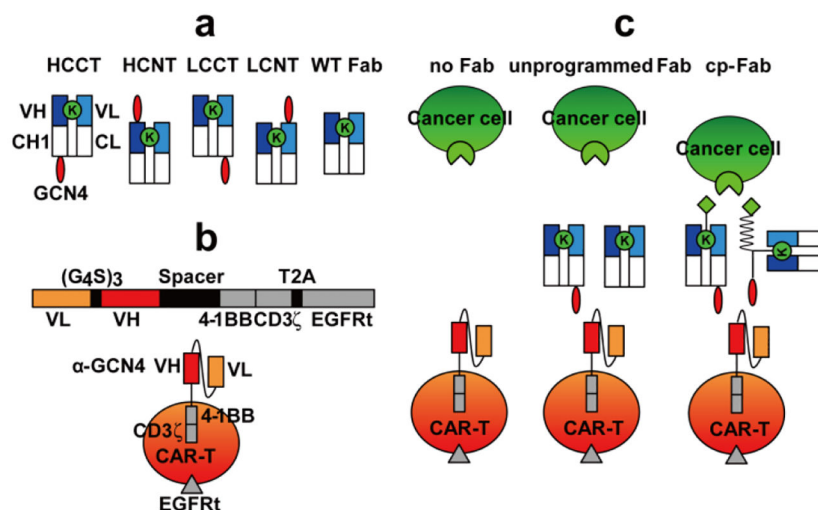 a
HCCT HCNT LCCT LCNT WT Fab
VH K VL K K K K
CH1 CL
GCN4
b
(G4S)3 Spacer T2A
VL VH 4-1BB CD3ζ EGFRt
α-GCN4 VH VL
4-1BB
CD3ζ
CAR-T
EGFRt
c
no Fab unprogrammed Fab cp-Fab
Cancer cell Cancer cell
Cancer cell
K K K K
CAR-T CAR-T CAR-T